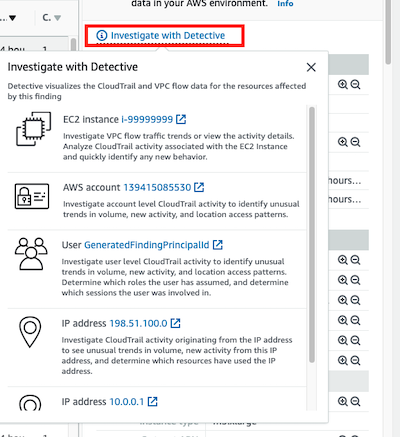 data in your AWS environment. Info
Investigate with Detective
C.
4 hou
1
Investigate with Detective
Detective visualizes the CloudTrail and VPC flow data for the resources affected
by this finding
EC2 instance i-99999999
Investigate VPC flow traffic trends or view the activity details.
Analyze CloudTrail activity associated with the EC2 Instance
and quickly identify any new behavior.
AWS account 139415085530
Investigate account level CloudTrail activity to identify unusual
trends in volume, new activity, and location access patterns.
hours...
hours...
User GeneratedFindingPrincipalId
Investigate user level CloudTrail activity to identify unusual
trends in volume, new activity, and location access patterns.
Determine which roles the user has assumed, and determine
which sessions the user was involved in.
IP address 198.51.100.0
Investigate CloudTrail activity originating from the IP address
to see unusual trends in volume, new activity from this IP
address, and determine which resources have used the IP
address.
IP address 10.0.0.1